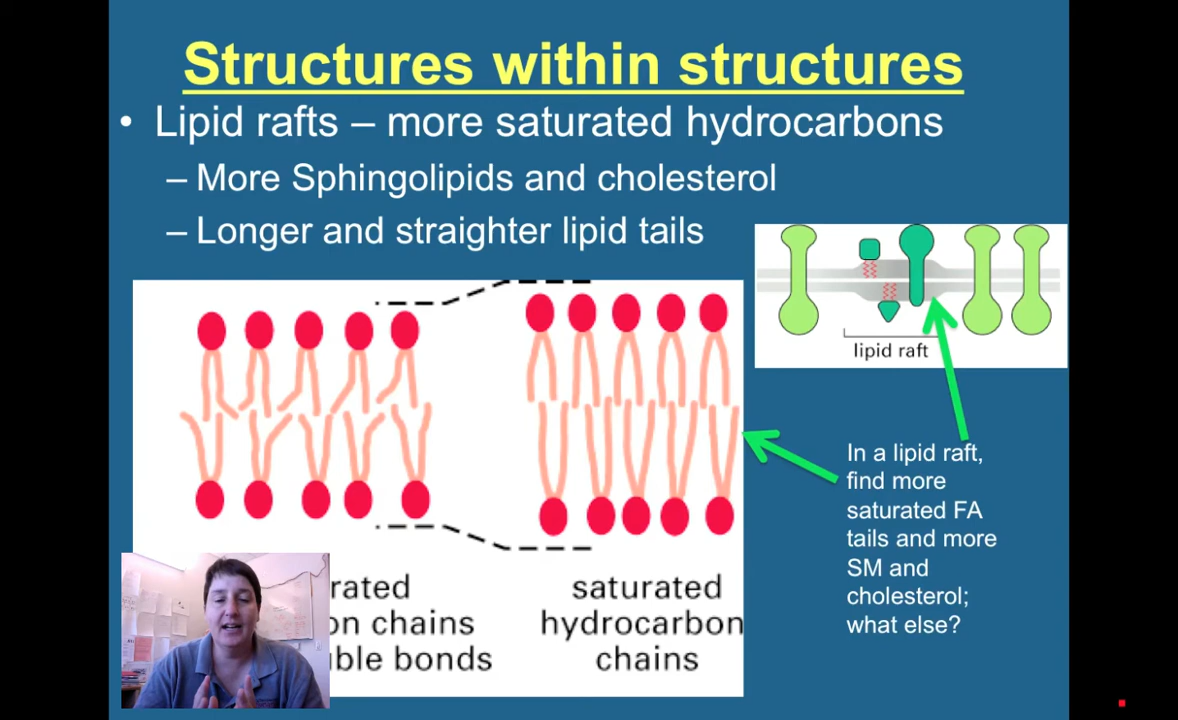 Structures within structures
• Lipid rafts – more saturated hydrocarbons
– More Sphingolipids and cholesterol
– Longer and straighter lipid tails
lipid raft
In a lipid raft,
find more
saturated FA
tails and more
SM and
cholesterol;
what else?
rated
on chains
ble bonds
saturated
hydrocarbon
chains